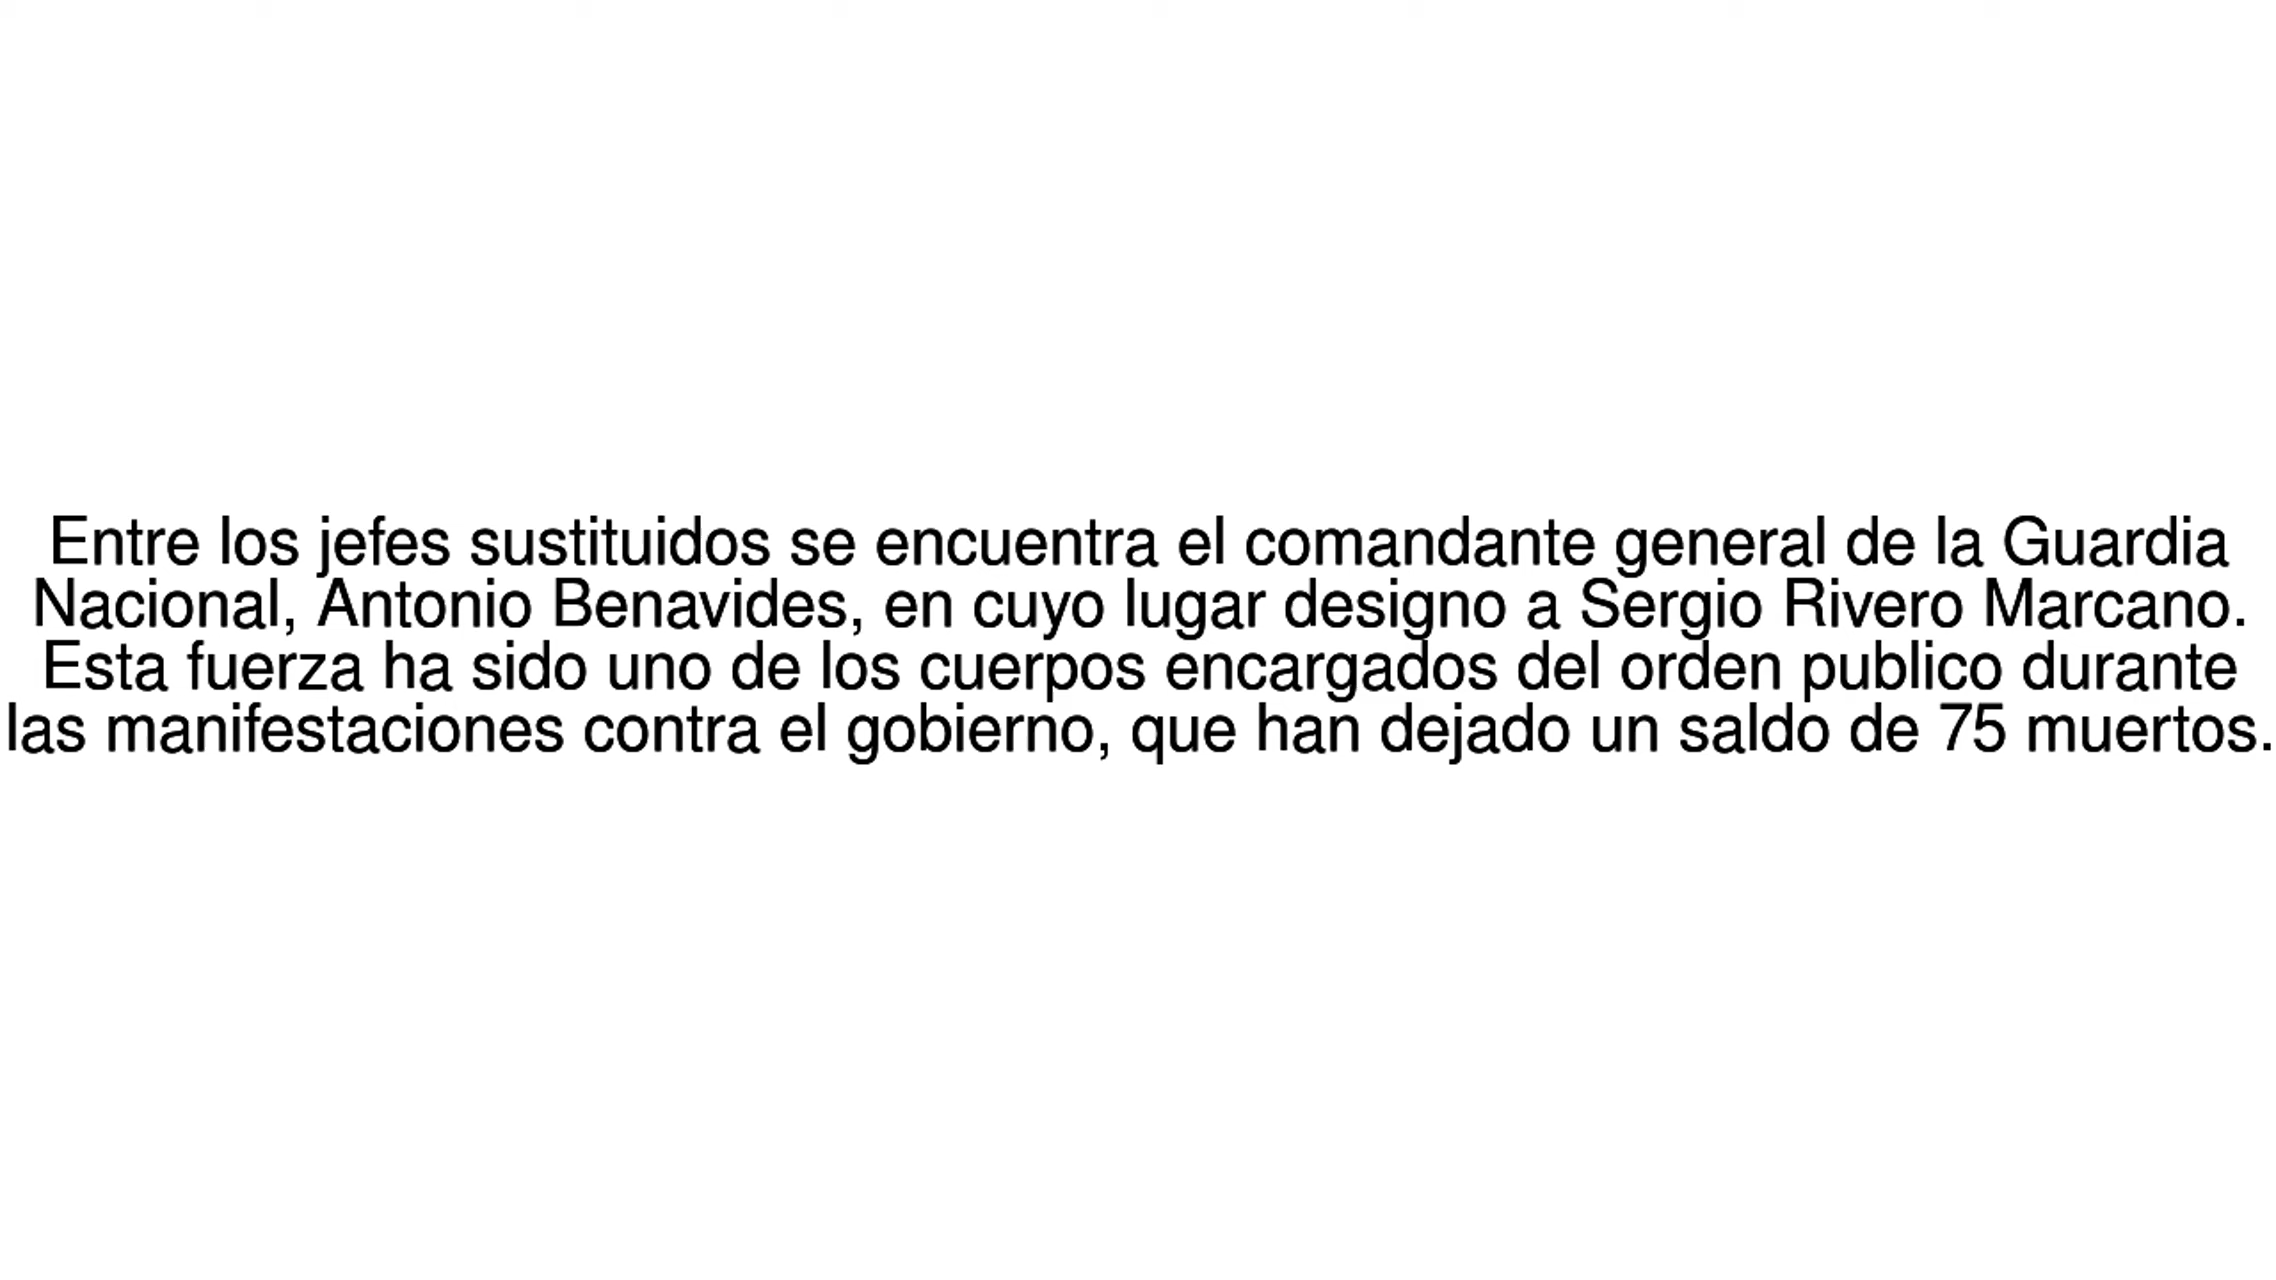 Entre los jefes sustituidos se encuentra el comandante general de la Guardia
Nacional, Antonio Benavides, en cuyo lugar designo a Sergio Rivero Marcano.
Esta fuerza ha sido uno de los cuerpos encargados del orden publico durante
las manifestaciones contra el gobierno, que han dejado un saldo de 75 muertos.